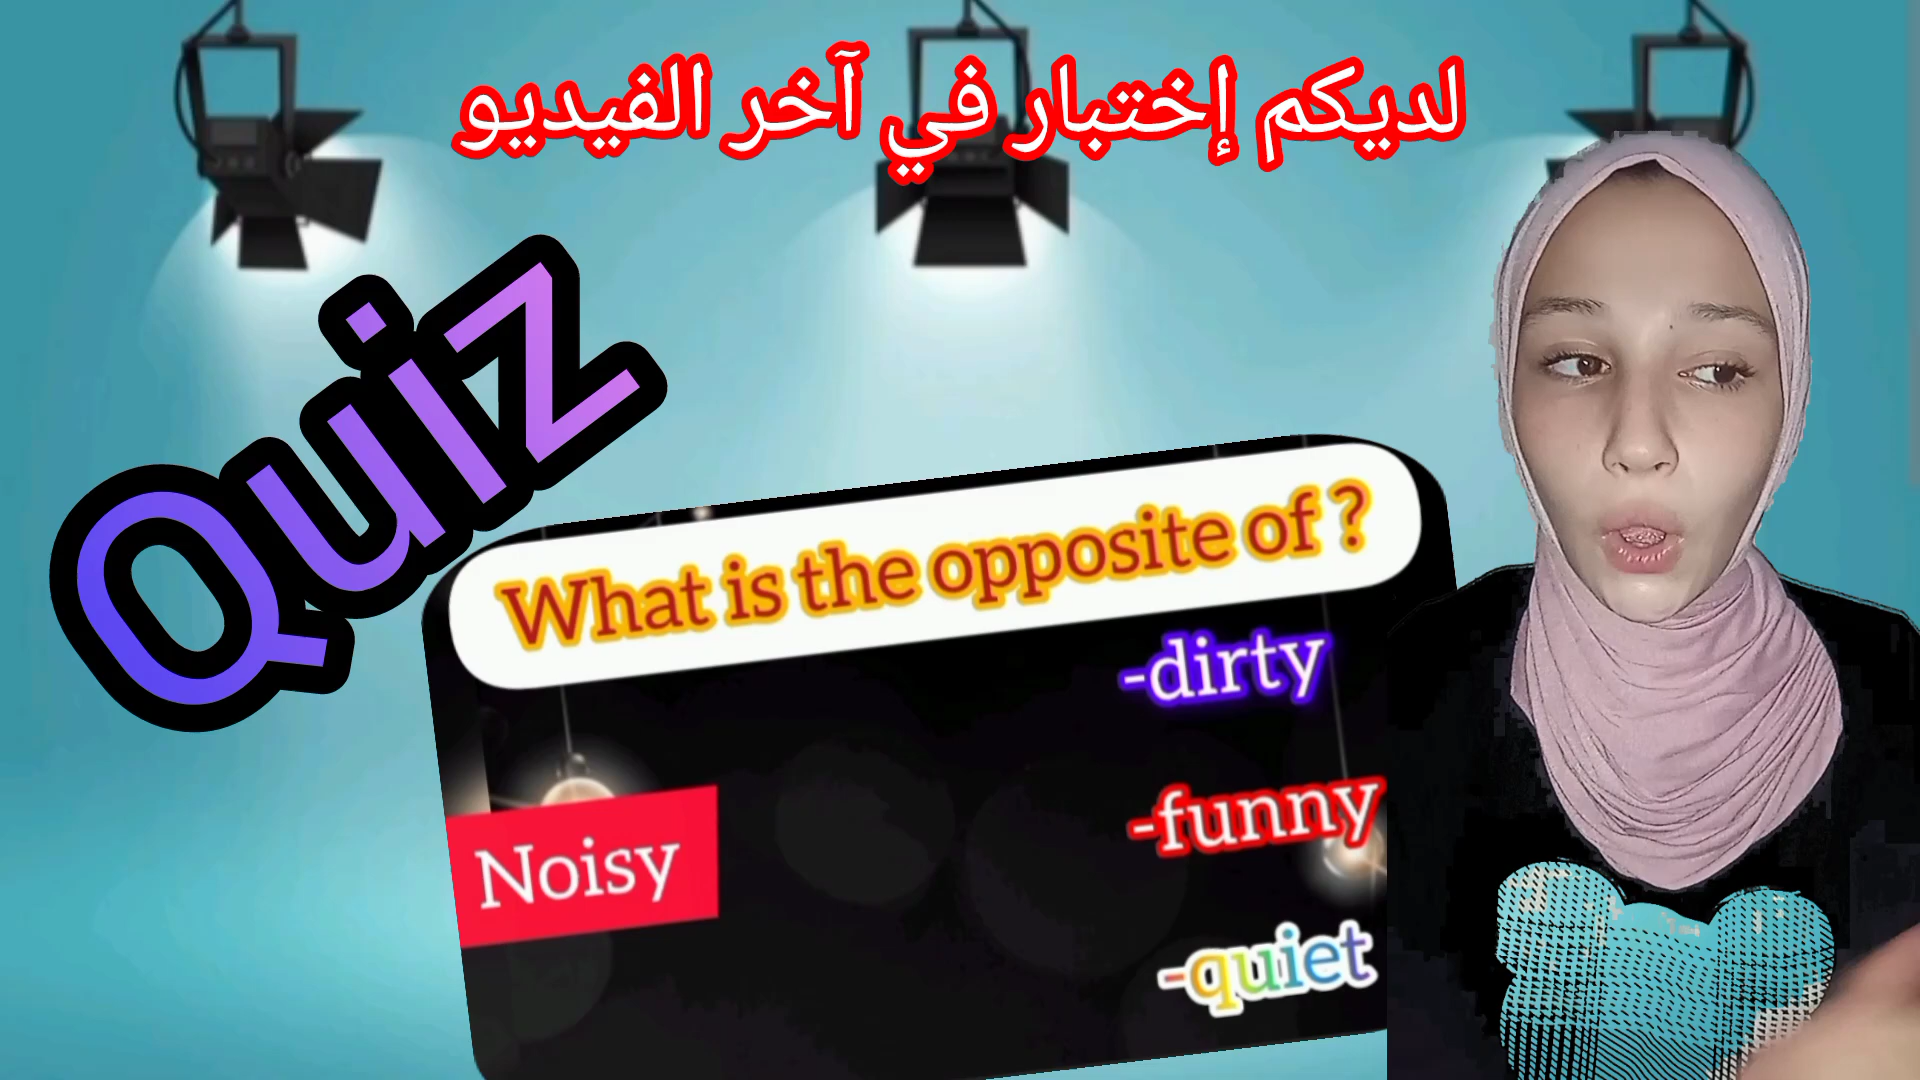 لديكم إختبار في آخر الفيديو
Quiz
What is the opposite of ?
-dirty
-funny
Noisy
-quiet